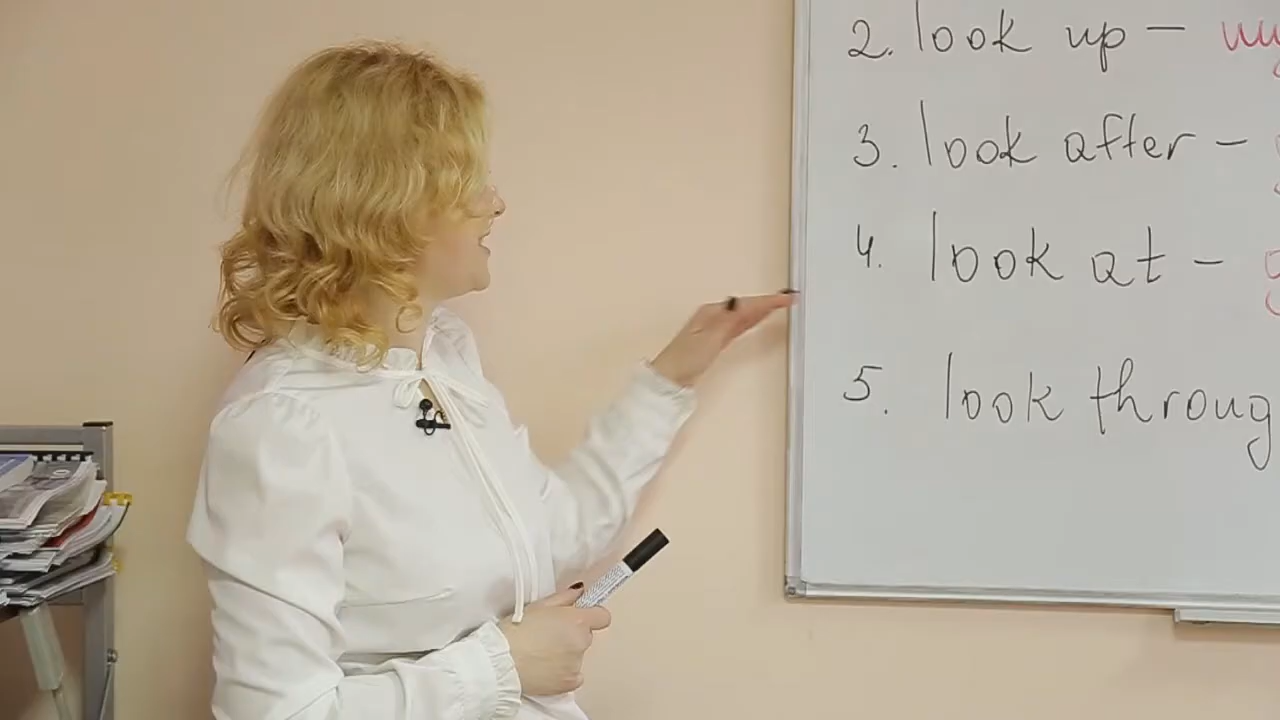 2. look up –
3. look after –
4. look at –
5. look throug